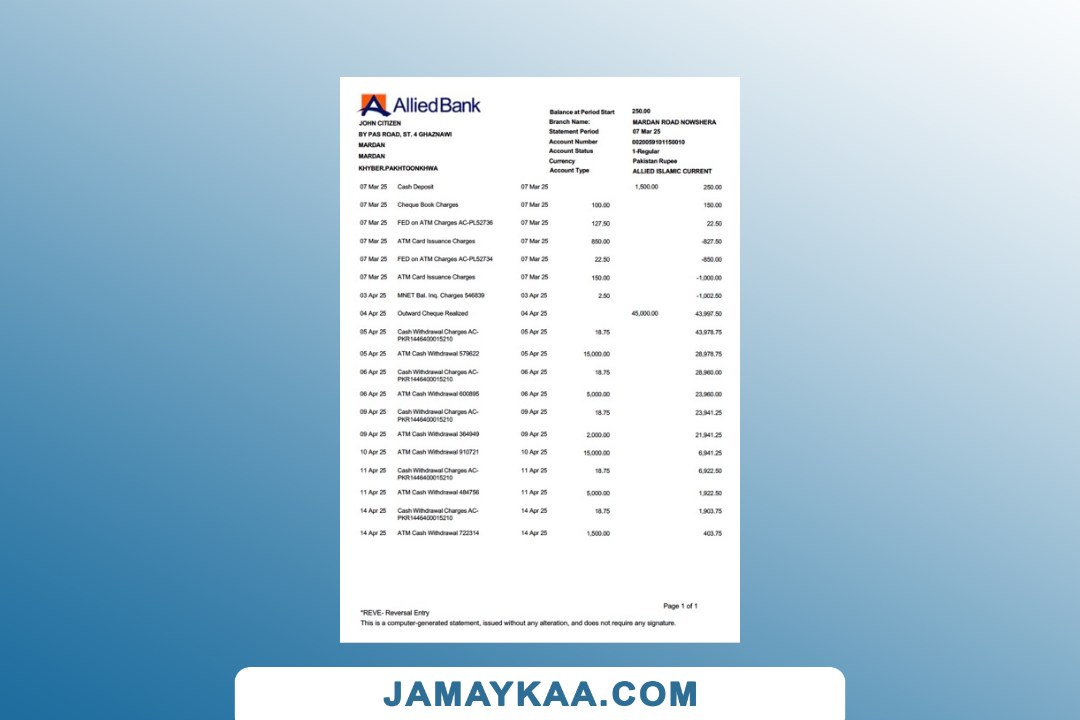 Allied Bank
JOHN CITIZEN
BY PAS ROAD, ST. 4 GHAZNAWI
MARDAN
MARDAN
KHYBER.PAKHTOONKHWA
Balance at Period Start 250.00
Branch Name: MARDAN ROAD NOWSHERA
Statement Period 07 Mar 25
Account Number 0020059101150010
Account Status 1-Regular
Currency Pakistan Rupee
Account Type ALLIED ISLAMIC CURRENT
07 Mar 25 Cash Deposit 07 Mar 25 1,500.00 250.00
07 Mar 25 Cheque Book Charges 07 Mar 25 100.00 150.00
07 Mar 25 FED on ATM Charges AC-PL52736 07 Mar 25 127.50 22.50
07 Mar 25 ATM Card Issuance Charges 07 Mar 25 850.00 -827.50
07 Mar 25 FED on ATM Charges AC-PL52734 07 Mar 25 22.50 -850.00
07 Mar 25 ATM Card Issuance Charges 07 Mar 25 150.00 -1,000.00
03 Apr 25 MNET Bal. Inq. Charges 546839 03 Apr 25 2.50 -1,002.50
04 Apr 25 Outward Cheque Realized 04 Apr 25 45,000.00 43,997.50
05 Apr 25 Cash Withdrawal Charges AC- 05 Apr 25 18.75 43,978.75
PKR1446400015210
05 Apr 25 ATM Cash Withdrawal 579622 05 Apr 25 15,000.00 28,978.75
06 Apr 25 Cash Withdrawal Charges AC- 06 Apr 25 18.75 28,960.00
PKR1446400015210
06 Apr 25 ATM Cash Withdrawal 600895 06 Apr 25 5,000.00 23,960.00
09 Apr 25 Cash Withdrawal Charges AC- 09 Apr 25 18.75 23,941.25
PKR1446400015210
09 Apr 25 ATM Cash Withdrawal 364949 09 Apr 25 2,000.00 21,941.25
10 Apr 25 ATM Cash Withdrawal 910721 10 Apr 25 15,000.00 6,941.25
11 Apr 25 Cash Withdrawal Charges AC- 11 Apr 25 18.75 6,922.50
PKR1446400015210
11 Apr 25 ATM Cash Withdrawal 484756 11 Apr 25 5,000.00 1,922.50
14 Apr 25 Cash Withdrawal Charges AC- 14 Apr 25 18.75 1,903.75
PKR1446400015210
14 Apr 25 ATM Cash Withdrawal 722314 14 Apr 25 1,500.00 403.75
Page 1 of 1
*REVE- Reversal Entry
This is a computer-generated statement, issued without any alteration, and does not require any signature.
JAMAYKAA.COM